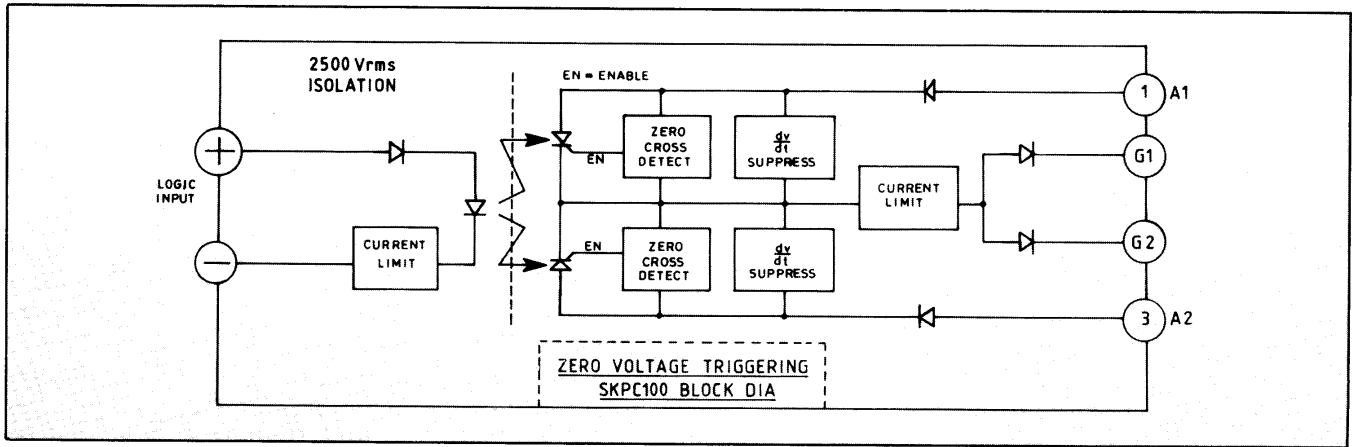 2500 Vrms
ISOLATION
EN = ENABLE
1 A1
ZERO
CROSS
DETECT
dv
dt
SUPPRESS
EN
+
G1
LOGIC
INPUT
CURRENT
LIMIT
G2
−
CURRENT
LIMIT
EN
ZERO
CROSS
DETECT
dv
dt
SUPPRESS
3 A2
ZERO VOLTAGE TRIGGERING
SKPC100 BLOCK DIA